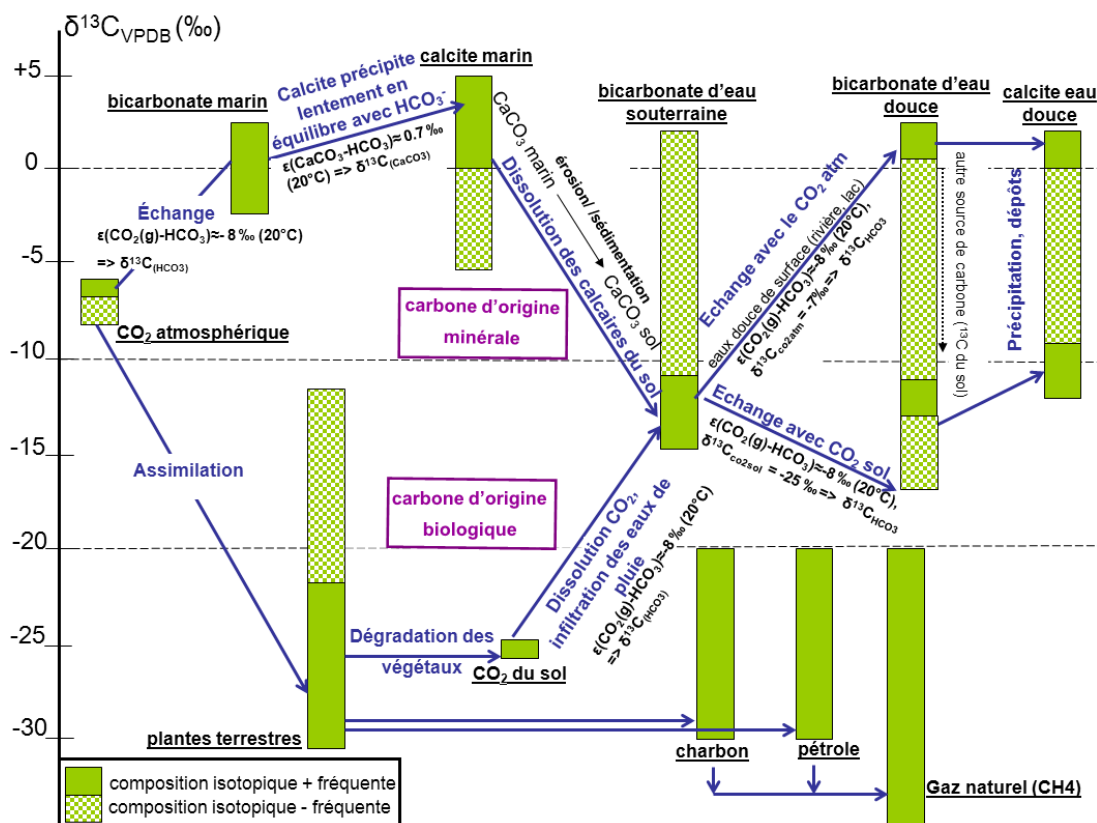 δ¹³C_VPDB (‰)
+5
0
-5
-10
-15
-20
-25
-30
bicarbonate marin
calcite marin
bicarbonate d'eau
souterraine
bicarbonate d'eau
douce
calcite eau
douce
Calcite précipite
lentement en
équilibre avec HCO₃⁻
ε(CaCO₃-HCO₃)≈ 0.7 ‰
(20°C) => δ¹³C(CaCO₃)
Échange
ε(CO₂(g)-HCO₃)≈- 8 ‰ (20°C)
=> δ¹³C(HCO3)
CO₂ atmosphérique
CaCO₃ marin
érosion/ /sédimentation
CaCO₃ sol
Dissolution des calcaires du sol
carbone d'origine
minérale
Echange avec le CO₂ atm
eaux douce de surface (rivière, lac)
ε(CO₂(g)-HCO₃)≈-8‰ (20°C),
δ¹³C_co2atm = -7‰ => δ¹³C_HCO3
autre source de carbone (¹³C du sol)
Précipitation, dépôts
Echange avec CO₂ sol
ε(CO₂(g)-HCO₃)≈-8 ‰ (20°C),
δ¹³C_co2sol = -25 ‰ => δ¹³C_HCO3
Assimilation
carbone d'origine
biologique
Dissolution CO₂,
infiltration des eaux de
pluie
ε(CO₂(g)-HCO₃)≈-8 ‰ (20°C)
=> δ¹³C(HCO3)
Dégradation des
végétaux
CO₂ du sol
plantes terrestres
charbon
pétrole
Gaz naturel (CH4)
composition isotopique + fréquente
composition isotopique - fréquente